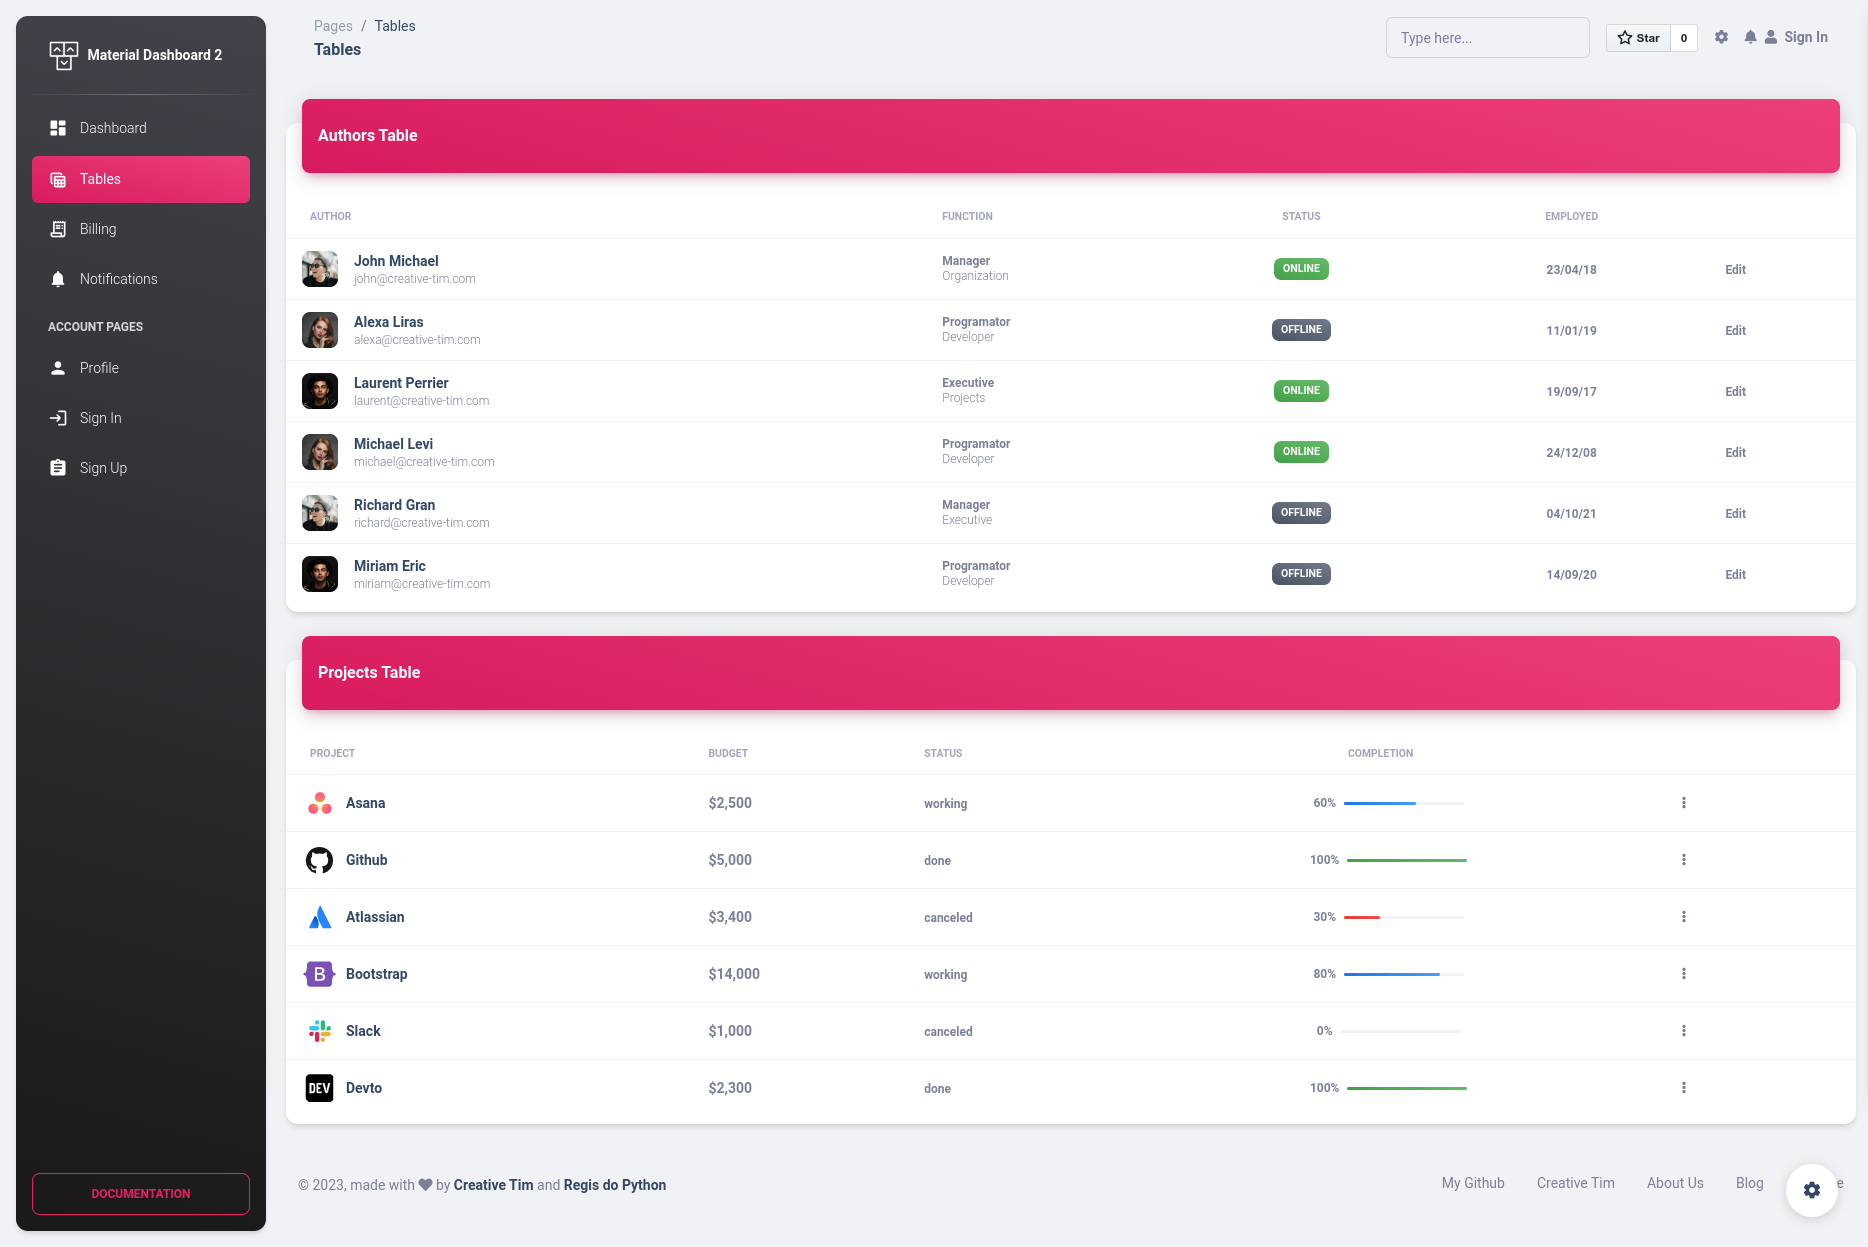 Material Dashboard 2
Dashboard
Tables
Billing
Notifications
ACCOUNT PAGES
Profile
Sign In
Sign Up
DOCUMENTATION
Pages / Tables
Tables
Type here...
Star 0
Sign In
Authors Table
AUTHOR FUNCTION STATUS EMPLOYED
John Michael
john@creative-tim.com
Manager
Organization
ONLINE
23/04/18
Edit
Alexa Liras
alexa@creative-tim.com
Programator
Developer
OFFLINE
11/01/19
Edit
Laurent Perrier
laurent@creative-tim.com
Executive
Projects
ONLINE
19/09/17
Edit
Michael Levi
michael@creative-tim.com
Programator
Developer
ONLINE
24/12/08
Edit
Richard Gran
richard@creative-tim.com
Manager
Executive
OFFLINE
04/10/21
Edit
Miriam Eric
miriam@creative-tim.com
Programator
Developer
OFFLINE
14/09/20
Edit
Projects Table
PROJECT BUDGET STATUS COMPLETION
Asana $2,500 working 60%
Github $5,000 done 100%
Atlassian $3,400 canceled 30%
B Bootstrap $14,000 working 80%
Slack $1,000 canceled 0%
DEV Devto $2,300 done 100%
© 2023, made with by Creative Tim and Regis do Python
My Github Creative Tim About Us Blog